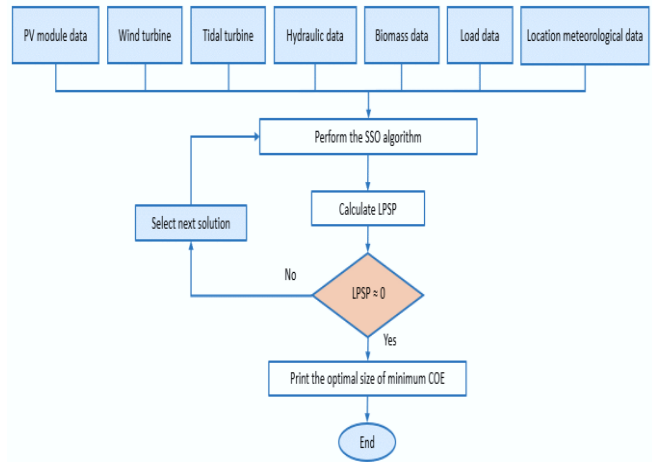 PV module data
Wind turbine
Tidal turbine
Hydraulic data
Biomass data
Load data
Location meteorological data
Perform the SSO algorithm
Calculate LPSP
Select next solution
No
LPSP ≈ 0
Yes
Print the optimal size of minimum COE
End